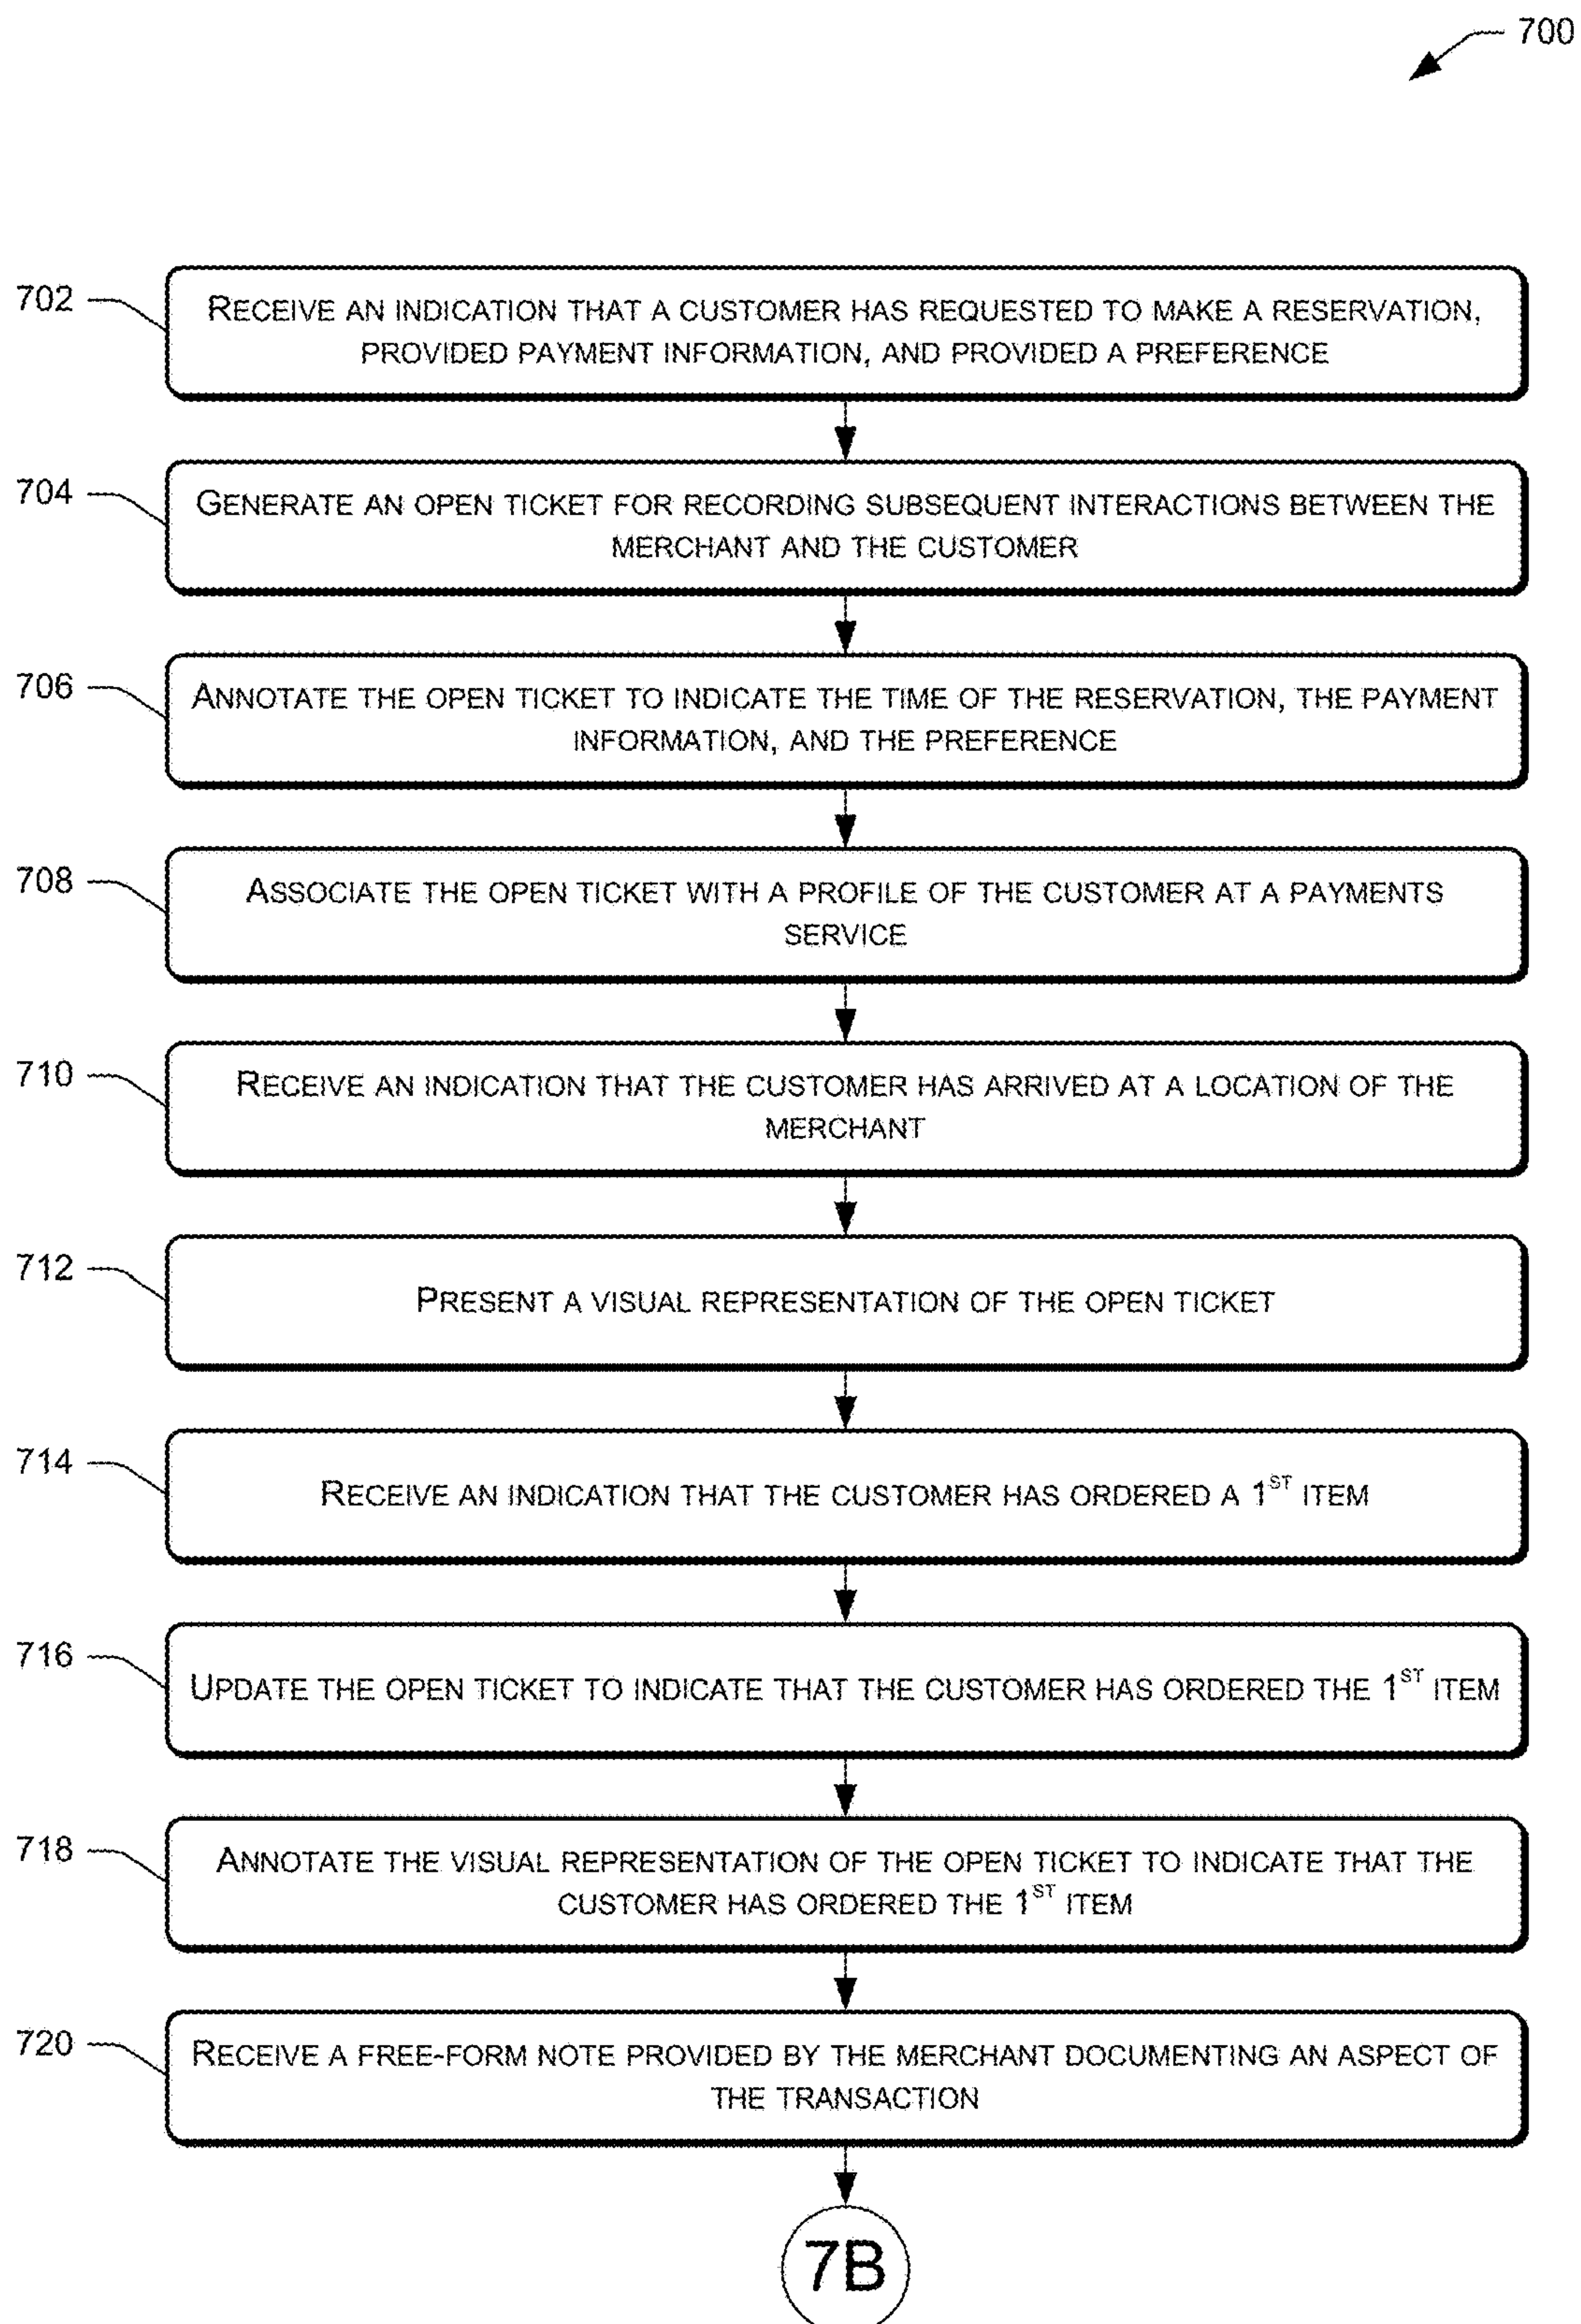 700
702
RECEIVE AN INDICATION THAT A CUSTOMER HAS REQUESTED TO MAKE A RESERVATION,
PROVIDED PAYMENT INFORMATION, AND PROVIDED A PREFERENCE
704
GENERATE AN OPEN TICKET FOR RECORDING SUBSEQUENT INTERACTIONS BETWEEN THE
MERCHANT AND THE CUSTOMER
706
ANNOTATE THE OPEN TICKET TO INDICATE THE TIME OF THE RESERVATION, THE PAYMENT
INFORMATION, AND THE PREFERENCE
708
ASSOCIATE THE OPEN TICKET WITH A PROFILE OF THE CUSTOMER AT A PAYMENTS
SERVICE
710
RECEIVE AN INDICATION THAT THE CUSTOMER HAS ARRIVED AT A LOCATION OF THE
MERCHANT
712
PRESENT A VISUAL REPRESENTATION OF THE OPEN TICKET
714
RECEIVE AN INDICATION THAT THE CUSTOMER HAS ORDERED A 1ST ITEM
716
UPDATE THE OPEN TICKET TO INDICATE THAT THE CUSTOMER HAS ORDERED THE 1ST ITEM
718
ANNOTATE THE VISUAL REPRESENTATION OF THE OPEN TICKET TO INDICATE THAT THE
CUSTOMER HAS ORDERED THE 1ST ITEM
720
RECEIVE A FREE-FORM NOTE PROVIDED BY THE MERCHANT DOCUMENTING AN ASPECT OF
THE TRANSACTION
7B